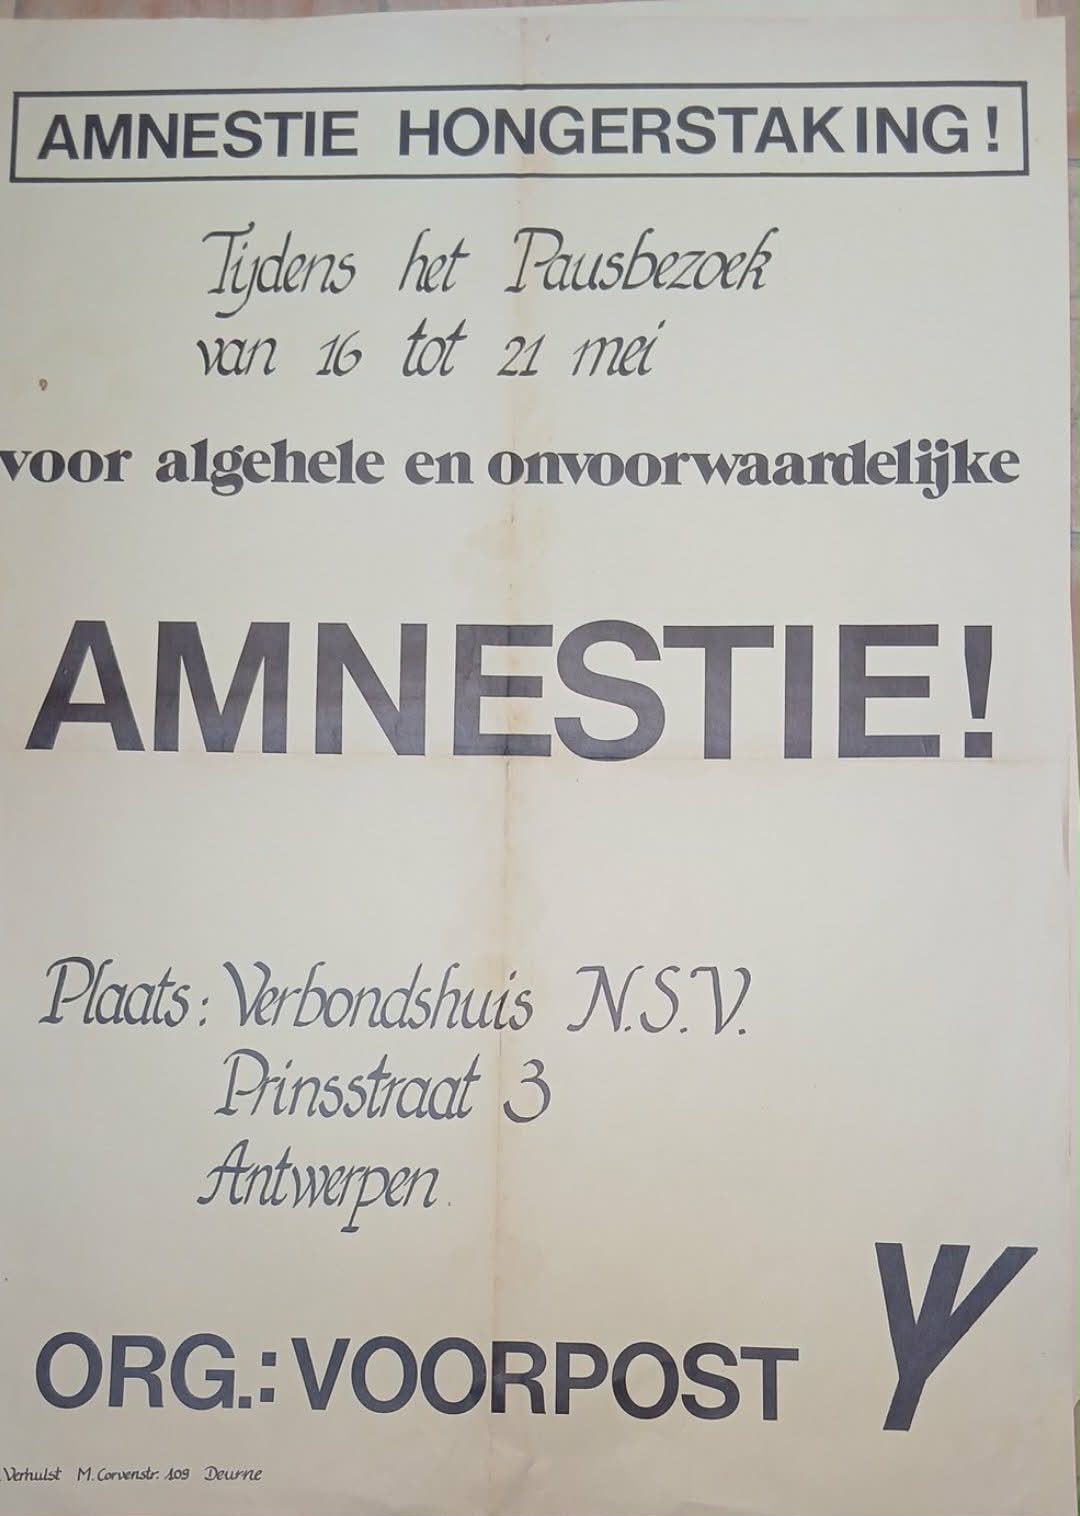 AMNESTIE HONGERSTAKING!
Tijdens het Pausbezoek
van 16 tot 21 mei
voor algehele en onvoorwaardelijke
AMNESTIE!
Plaats: Verbondshuis N.S.V.
Prinsstraat 3
Antwerpen.
ORG.: VOORPOST
Verhulst M. Corvenstr. 109 Deurne